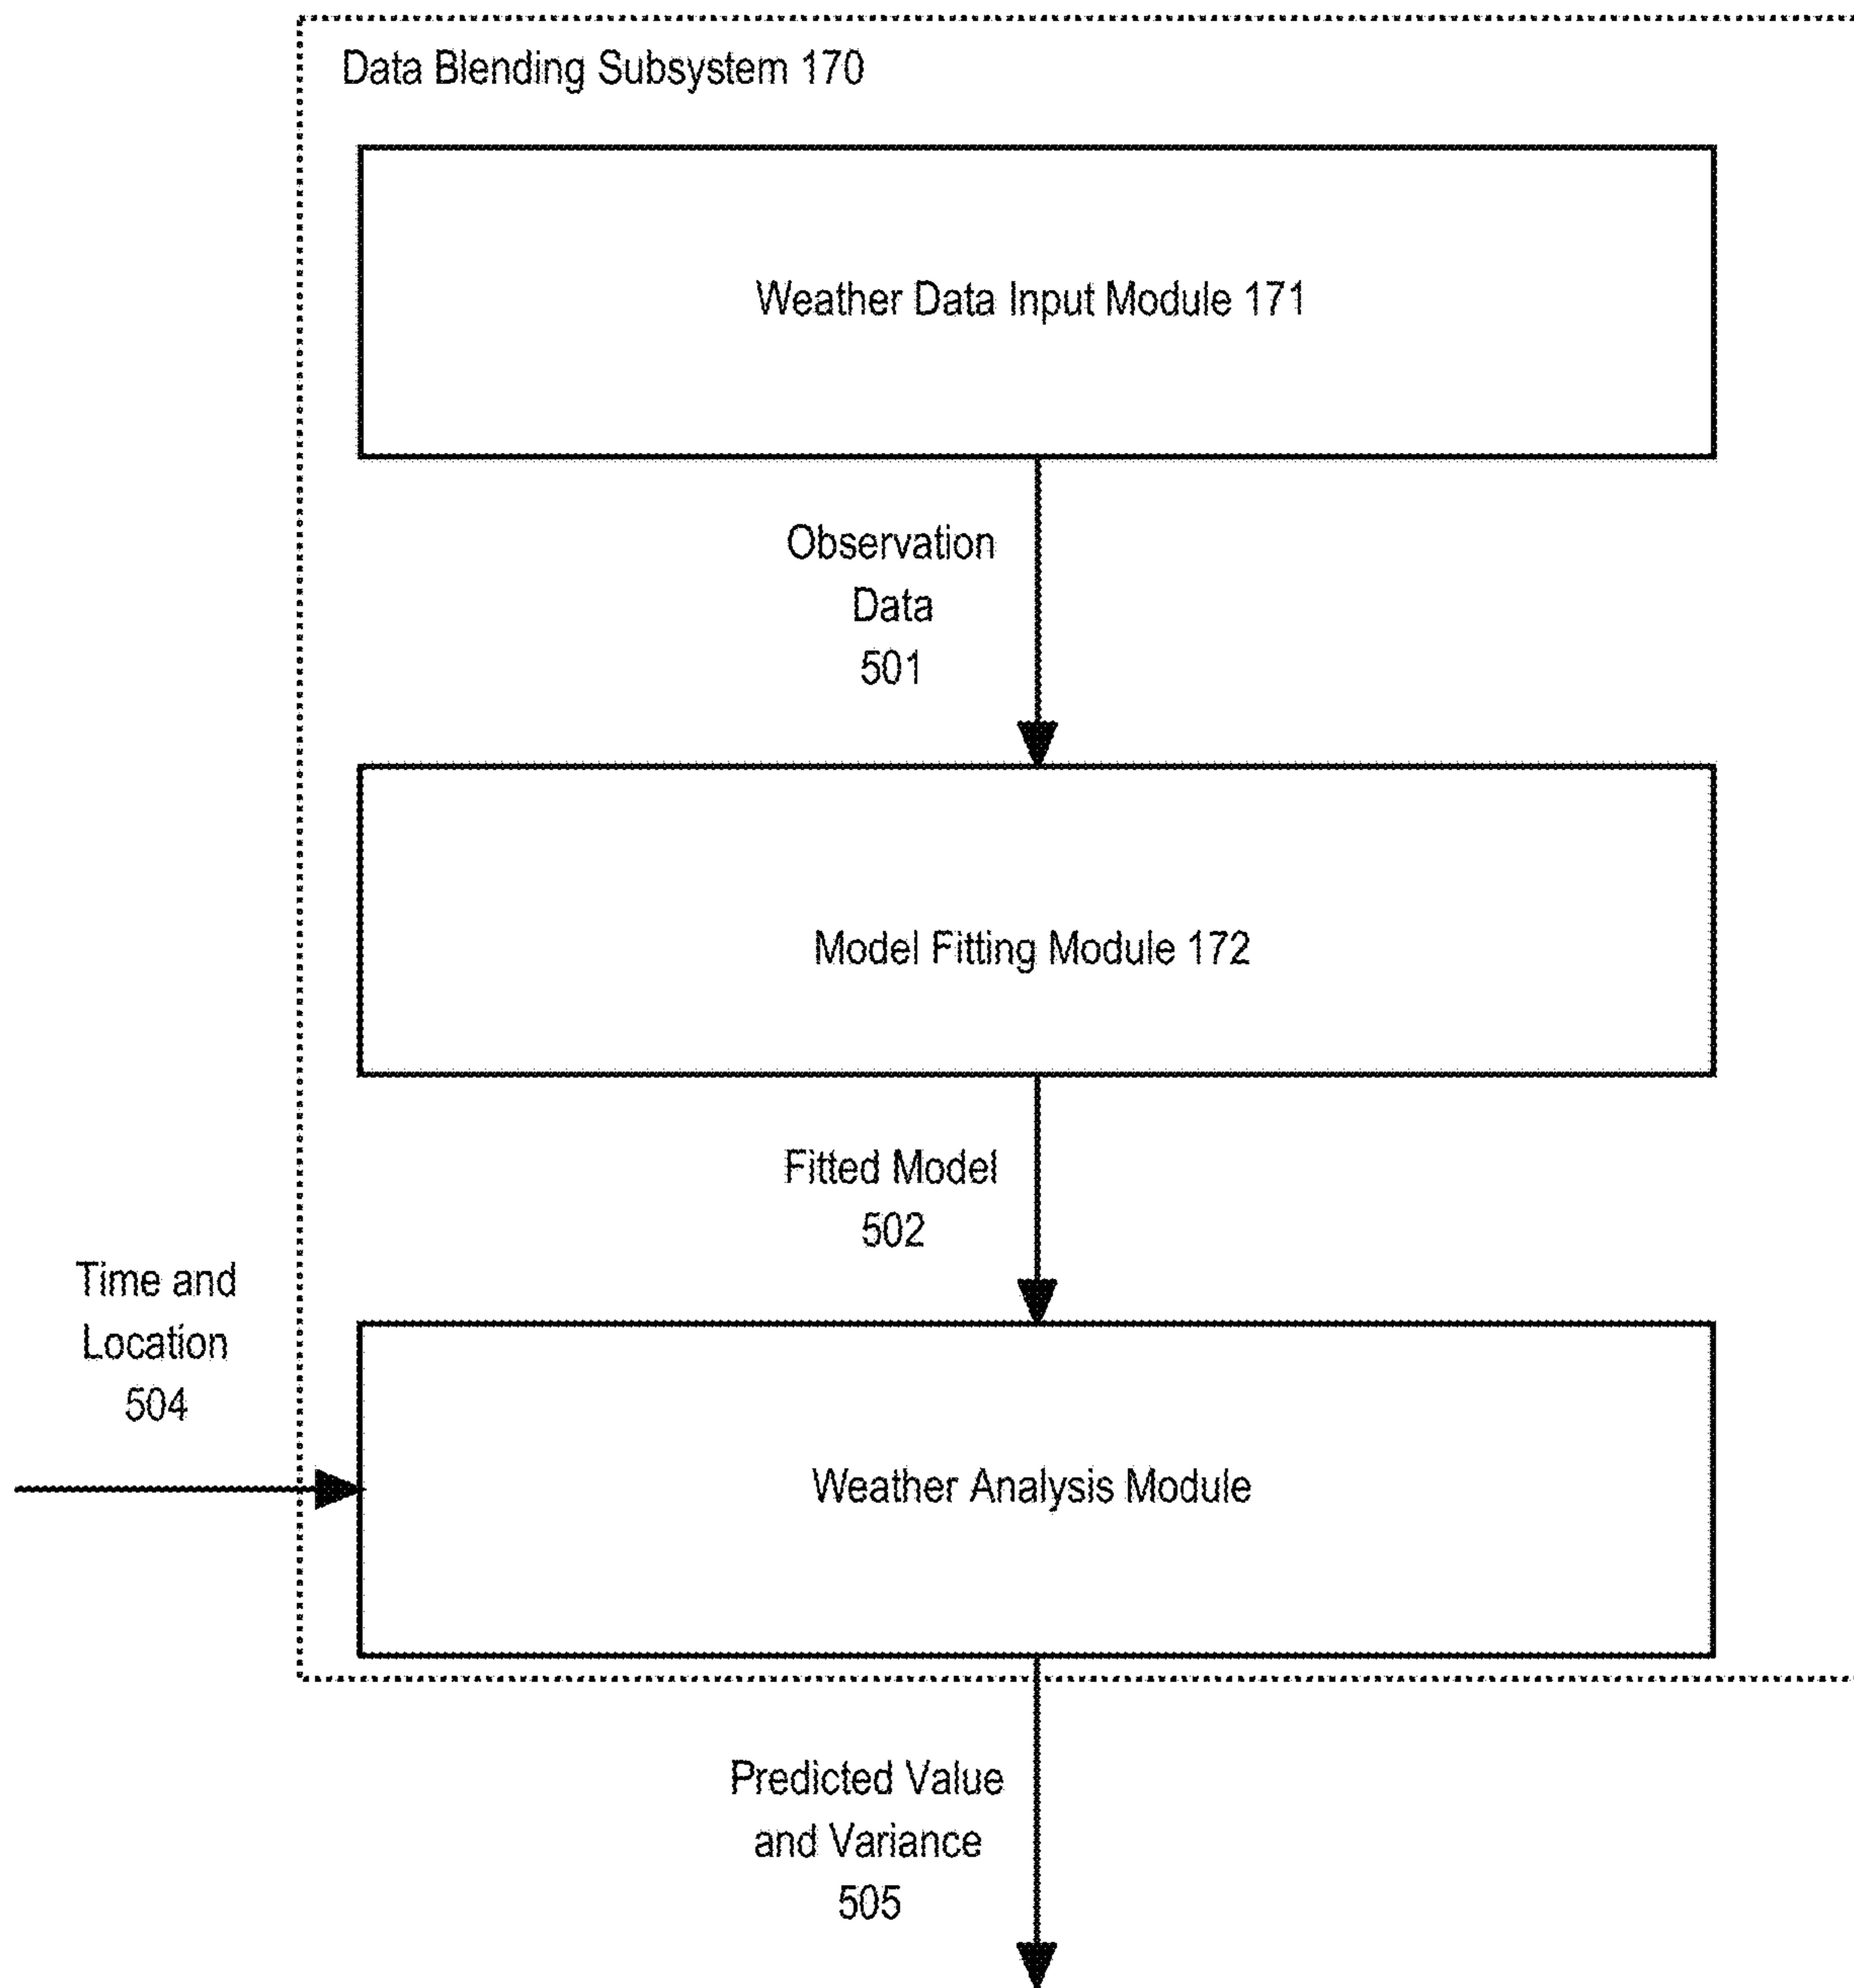 Data Blending Subsystem 170
Weather Data Input Module 171
Observation
Data
501
Model Fitting Module 172
Fitted Model
502
Time and
Location
504
Weather Analysis Module
Predicted Value
and Variance
505